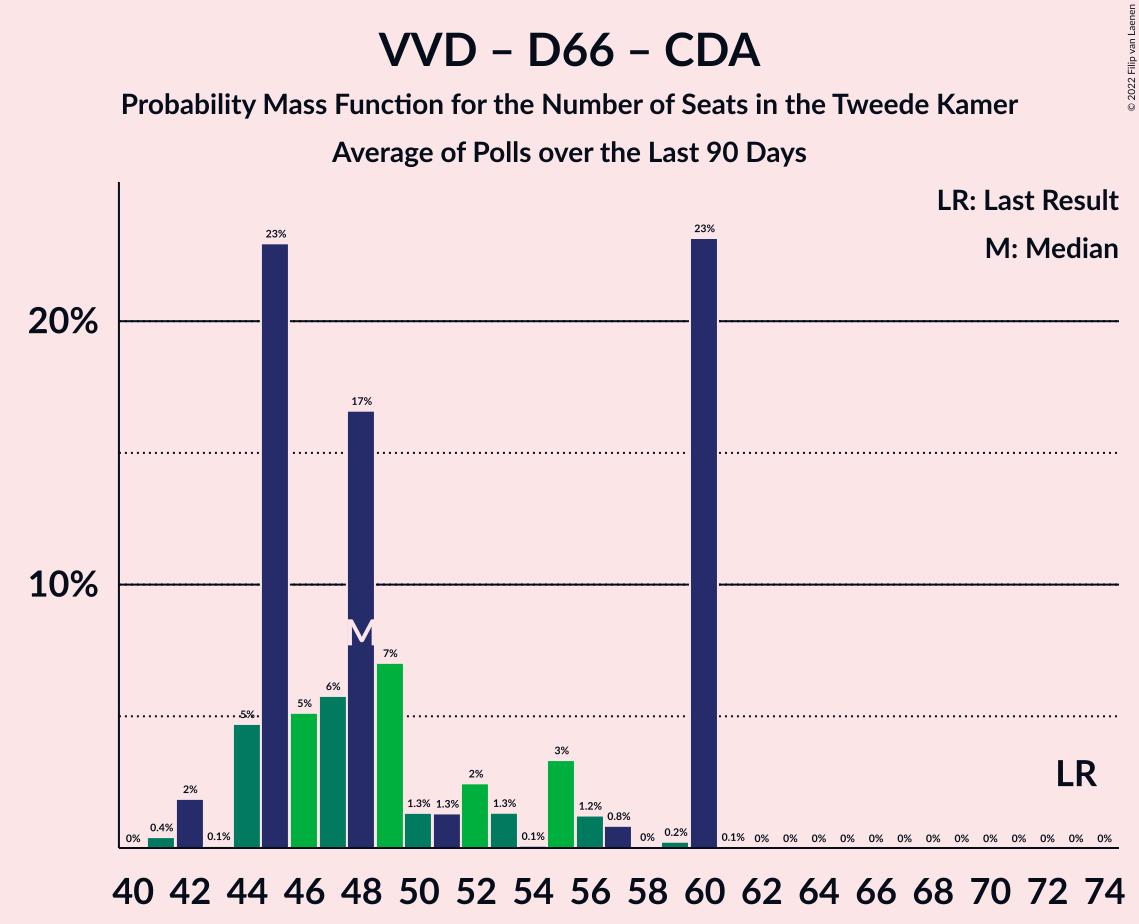 © 2022 Filip van Laenen
VVD – D66 – CDA
Probability Mass Function for the Number of Seats in the Tweede Kamer
Average of Polls over the Last 90 Days
LR: Last Result
M: Median
20%
10%
0% 0.4% 2% 0.1% 5% 23% 5% 6% 17% 7% 1.3% 1.3% 2% 1.3% 0.1% 3% 1.2% 0.8% 0% 0.2% 23% 0.1% 0% 0% 0% 0% 0% 0% 0% 0% 0% 0% 0% 0% 0%
M
LR
40 42 44 46 48 50 52 54 56 58 60 62 64 66 68 70 72 74